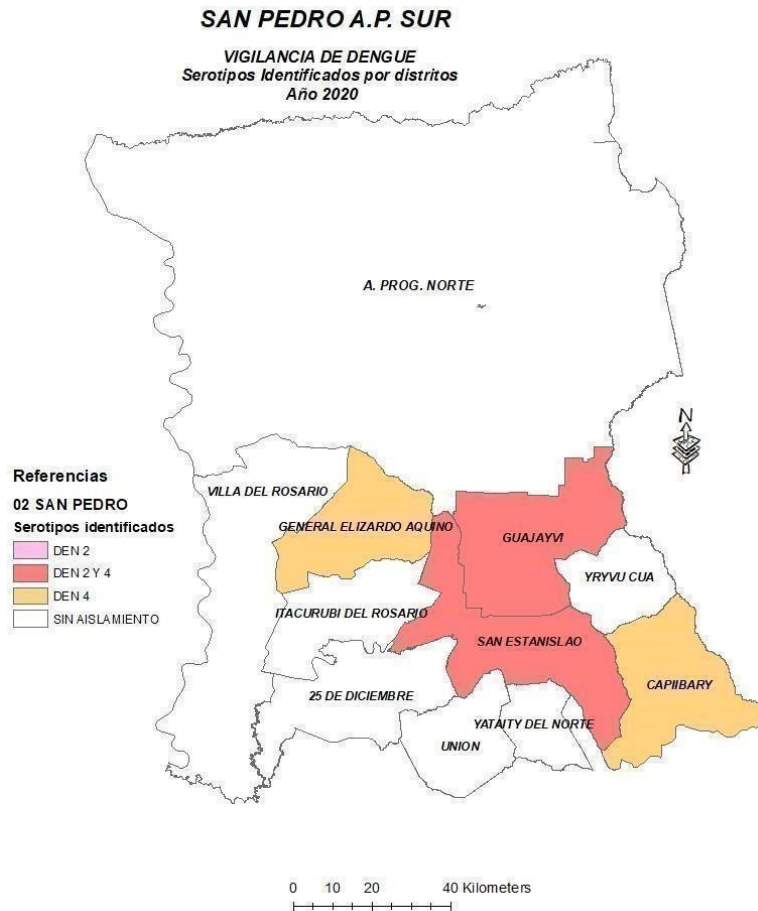 SAN PEDRO A.P. SUR
VIGILANCIA DE DENGUE
Serotipos Identificados por distritos
Año 2020
A. PROG. NORTE
N
Referencias
02 SAN PEDRO
Serotipos identificados
DEN 2
DEN 2 Y 4
DEN 4
SIN AISLAMIENTO
VILLA DEL ROSARIO
GENERAL ELIZARDO AQUINO
GUAJAYVI
YRYVU CUA
ITACURUBI DEL ROSARIO
SAN ESTANISLAO
CAPIIBARY
25 DE DICIEMBRE
YATAITY DEL NORTE
UNION
0 10 20 40 Kilometers